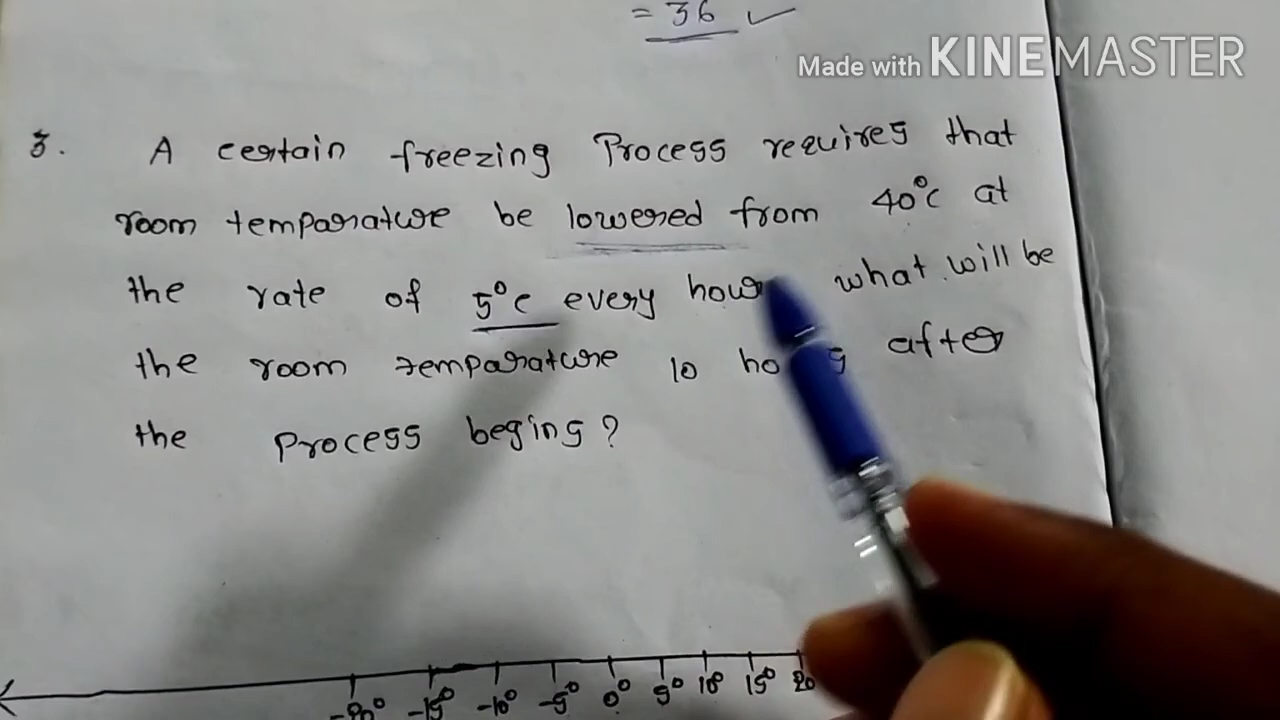 = 36 ✓
Made with KINEMASTER
3. A certain freezing Process requires that
room temparature be lowered from 40°C at
the rate of 5°C every hour what will be
the room temparature 10 after
the process begins?
-20° -15° -10° -5° 0° 5° 10° 15° 20